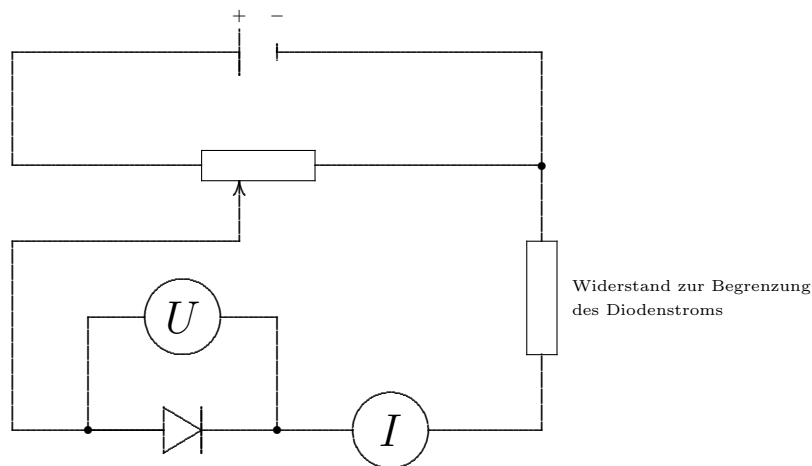 + −
Widerstand zur Begrenzung
des Diodenstroms
U
I